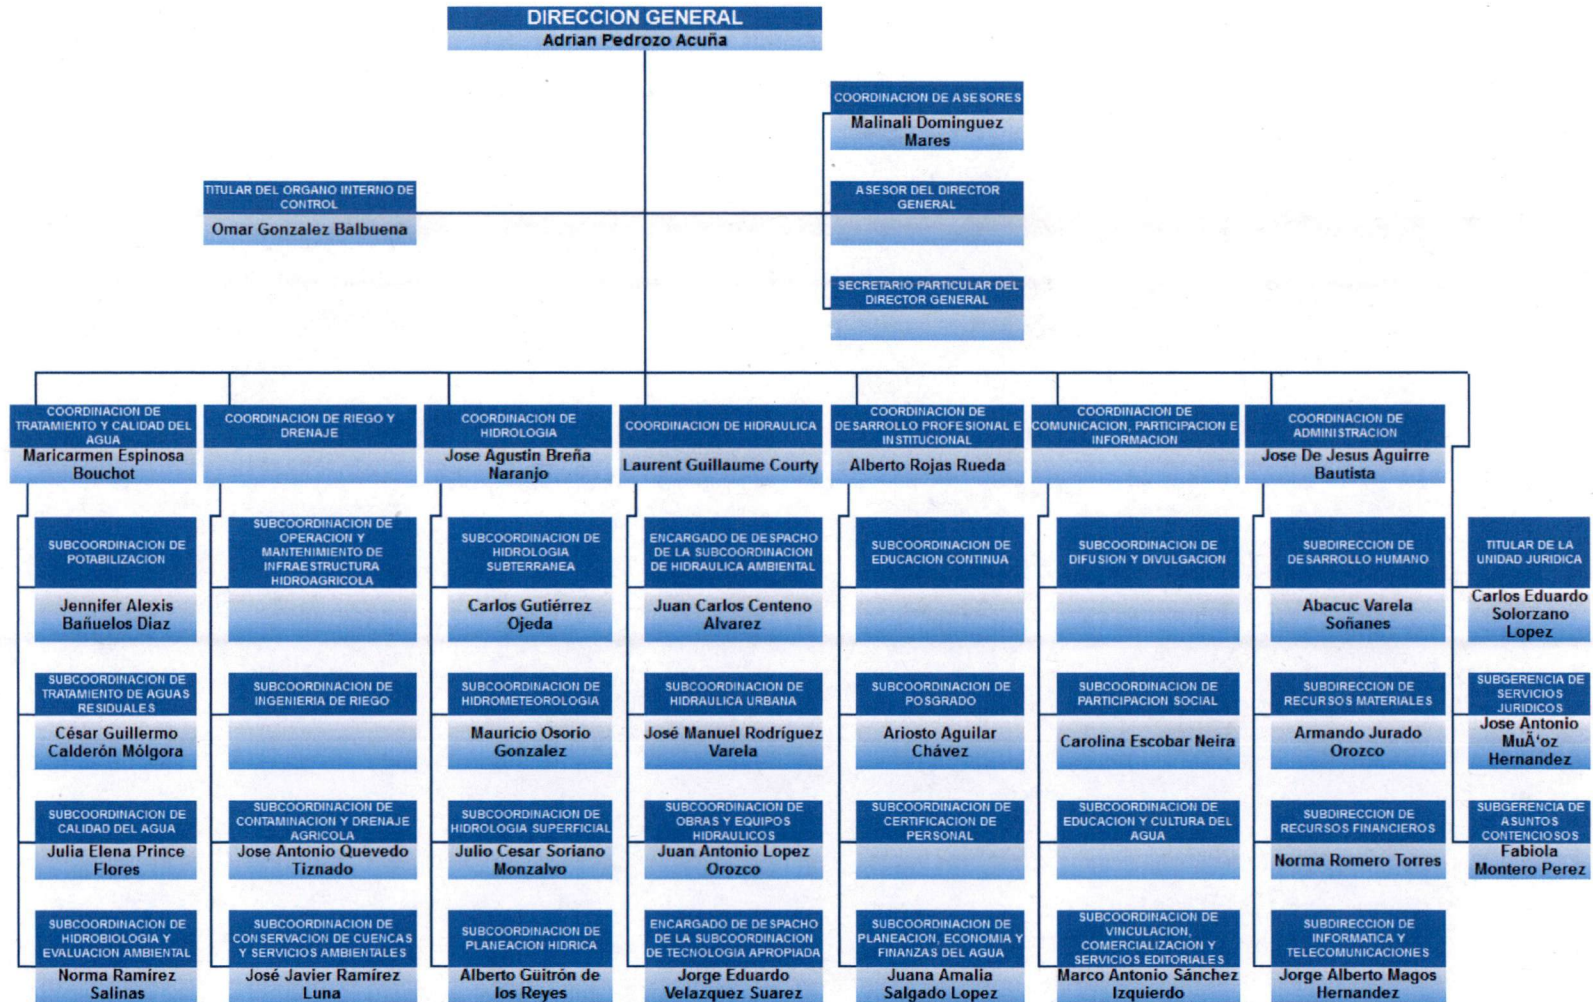 DIRECCION GENERAL
Adrian Pedrozo Acuña
COORDINACION DE ASESORES
Malinali Dominguez
Mares
TITULAR DEL ORGANO INTERNO DE
CONTROL
Omar Gonzalez Balbuena
ASESOR DEL DIRECTOR
GENERAL
SECRETARIO PARTICULAR DEL
DIRECTOR GENERAL
COORDINACION DE
TRATAMIENTO Y CALIDAD DEL
AGUA
Maricarmen Espinosa
Bouchot
COORDINACION DE RIEGO Y
DRENAJE
COORDINACION DE
HIDROLOGIA
Jose Agustin Breña
Naranjo
COORDINACION DE HIDRAULICA
Laurent Guillaume Courty
COORDINACION DE
DESARROLLO PROFESIONAL E
INSTITUCIONAL
Alberto Rojas Rueda
COORDINACION DE
COMUNICACION, PARTICIPACION E
INFORMACION
COORDINACION DE
ADMINISTRACION
Jose De Jesus Aguirre
Bautista
SUBCOORDINACION DE
POTABILIZACION
Jennifer Alexis
Bañuelos Diaz
SUBCOORDINACION DE
OPERACION Y
MANTENIMIENTO DE
INFRAESTRUCTURA
HIDROAGRICOLA
SUBCOORDINACION DE
HIDROLOGIA
SUBTERRANEA
Carlos Gutiérrez
Ojeda
ENCARGADO DE DESPACHO
DE LA SUBCOORDINACION
DE HIDRAULICA AMBIENTAL
Juan Carlos Centeno
Alvarez
SUBCOORDINACION DE
EDUCACION CONTINUA
SUBCOORDINACION DE
DIFUSION Y DIVULGACION
SUBDIRECCION DE
DESARROLLO HUMANO
Abacuc Varela
Soñanes
TITULAR DE LA
UNIDAD JURIDICA
Carlos Eduardo
Solorzano
Lopez
SUBCOORDINACION DE
TRATAMIENTO DE AGUAS
RESIDUALES
César Guillermo
Calderón Mólgora
SUBCOORDINACION DE
INGENIERIA DE RIEGO
SUBCOORDINACION DE
HIDROMETEOROLOGIA
Mauricio Osorio
Gonzalez
SUBCOORDINACION DE
HIDRAULICA URBANA
José Manuel Rodríguez
Varela
SUBCOORDINACION DE
POSGRADO
Ariosto Aguilar
Chávez
SUBCOORDINACION DE
PARTICIPACION SOCIAL
Carolina Escobar Neira
SUBDIRECCION DE
RECURSOS MATERIALES
Armando Jurado
Orozco
SUBGERENCIA DE
SERVICIOS
JURIDICOS
Jose Antonio
MuÄ‘oz
Hernandez
SUBCOORDINACION DE
CALIDAD DEL AGUA
Julia Elena Prince
Flores
SUBCOORDINACION DE
CONTAMINACION Y DRENAJE
AGRICOLA
Jose Antonio Quevedo
Tiznado
SUBCOORDINACION DE
HIDROLOGIA SUPERFICIAL
Julio Cesar Soriano
Monzalvo
SUBCOORDINACION DE
OBRAS Y EQUIPOS
HIDRAULICOS
Juan Antonio Lopez
Orozco
SUBCOORDINACION DE
CERTIFICACION DE
PERSONAL
SUBCOORDINACION DE
EDUCACION Y CULTURA DEL
AGUA
SUBDIRECCION DE
RECURSOS FINANCIEROS
Norma Romero Torres
SUBGERENCIA DE
ASUNTOS
CONTENCIOSOS
Fabiola
Montero Perez
SUBCOORDINACION DE
HIDROBIOLOGIA Y
EVALUACION AMBIENTAL
Norma Ramírez
Salinas
SUBCOORDINACION DE
CONSERVACION DE CUENCAS
Y SERVICIOS AMBIENTALES
José Javier Ramírez
Luna
SUBCOORDINACION DE
PLANEACION HIDRICA
Alberto Güitrón de
los Reyes
ENCARGADO DE DESPACHO
DE LA SUBCOORDINACION
DE TECNOLOGIA APROPIADA
Jorge Eduardo
Velazquez Suarez
SUBCOORDINACION DE
PLANEACION, ECONOMIA Y
FINANZAS DEL AGUA
Juana Amalia
Salgado Lopez
SUBCOORDINACION DE
VINCULACION,
COMERCIALIZACION Y
SERVICIOS EDITORIALES
Marco Antonio Sánchez
Izquierdo
SUBDIRECCION DE
INFORMATICA Y
TELECOMUNICACIONES
Jorge Alberto Magos
Hernandez